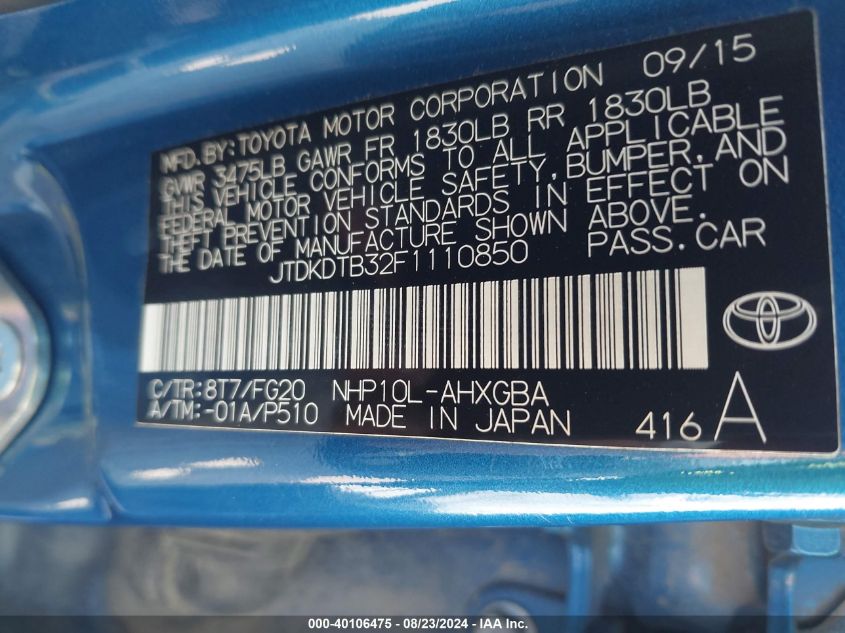 MFD.BY:TOYOTA MOTOR CORPORATION 09/15
GVWR 3475LB GAWR FR 1830LB RR 1830LB
THIS VEHICLE CONFORMS TO ALL APPLICABLE
FEDERAL MOTOR VEHICLE SAFETY,BUMPER,AND
THEFT PREVENTION STANDARDS IN EFFECT ON
THE DATE OF MANUFACTURE SHOWN ABOVE.
JTDKDTB32F1110850 PASS.CAR
C/TR:8T7/FG20 NHP10L-AHXGBA
A/TM:-01A/P510 MADE IN JAPAN 416 A
000-40106475 - 08/23/2024 - IAA Inc.